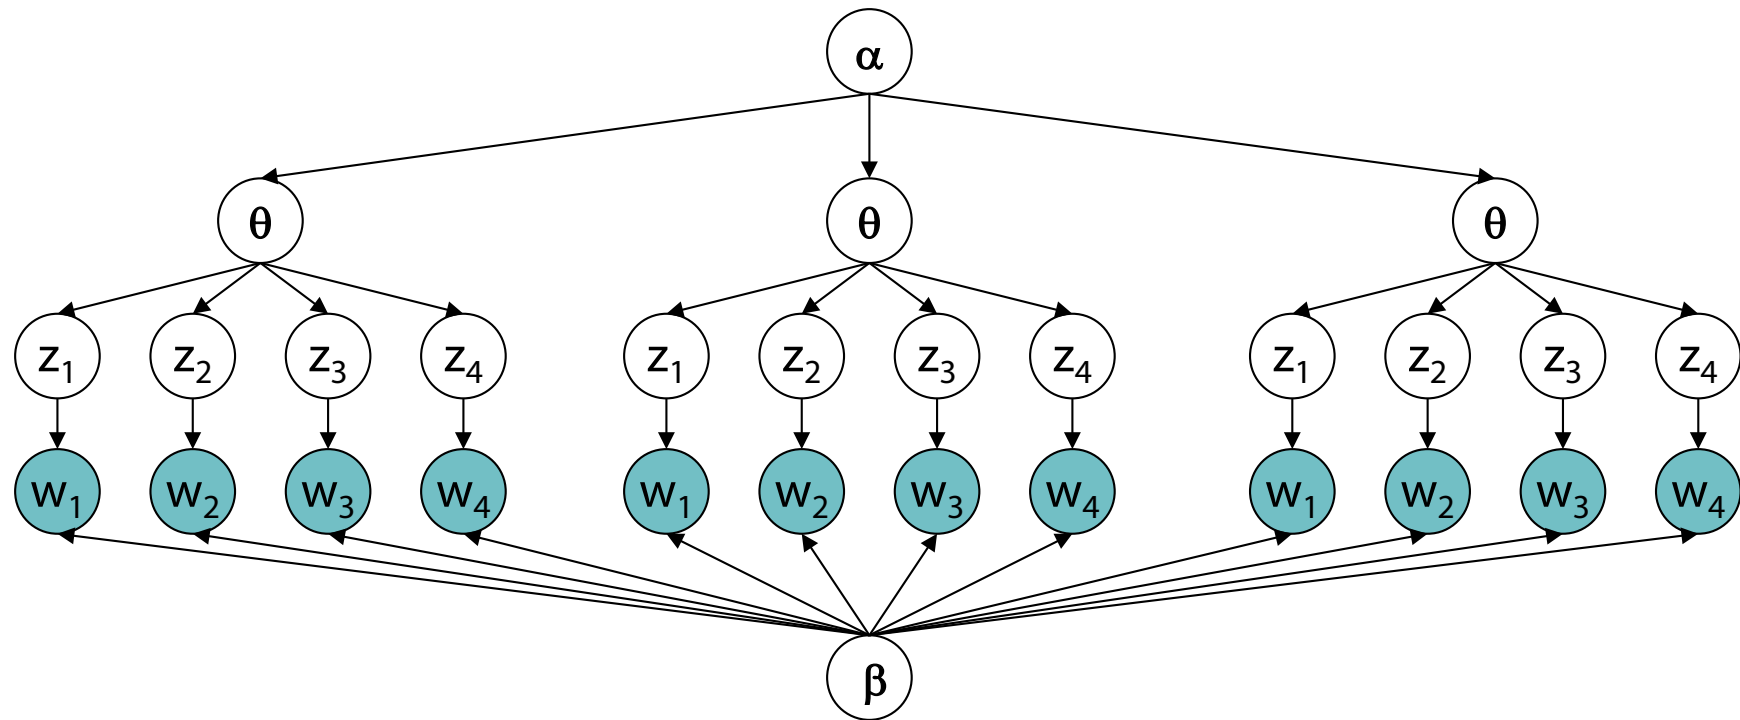 α
θ θ θ
z₁ z₂ z₃ z₄ z₁ z₂ z₃ z₄ z₁ z₂ z₃ z₄
w₁ w₂ w₃ w₄ w₁ w₂ w₃ w₄ w₁ w₂ w₃ w₄
β